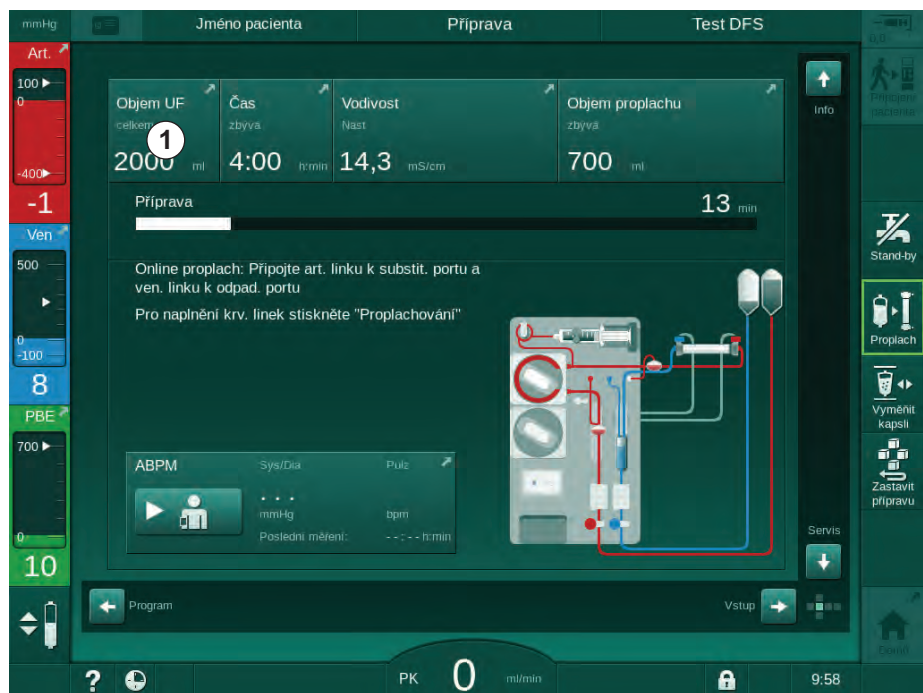 mmHg
Jméno pacienta
Příprava
Test DFS
Art.
100
0
-400
-1
Ven
500
0
-100
8
PBE
700
0
10
Objem UF
celkem
1
2000 ml
Čas
zbývá
4:00 h:min
Vodivost
Nast
14,3 mS/cm
Objem proplachu
zbývá
700 ml
Příprava
13 min
Online proplach: Připojte art. linku k substit. portu a
ven. linku k odpad. portu
Pro naplnění krv. linek stiskněte "Proplachování"
ABPM
Sys/Dia
Pulz
. . .
mmHg
bpm
Poslední měření:
--:-- h:min
Info
Servis
Program
Vstup
Připojení
pacienta
Stand-by
Proplach
Vyměňit
kapsli
Zastavit
přípravu
Domů
?
PK 0 ml/min
9:58